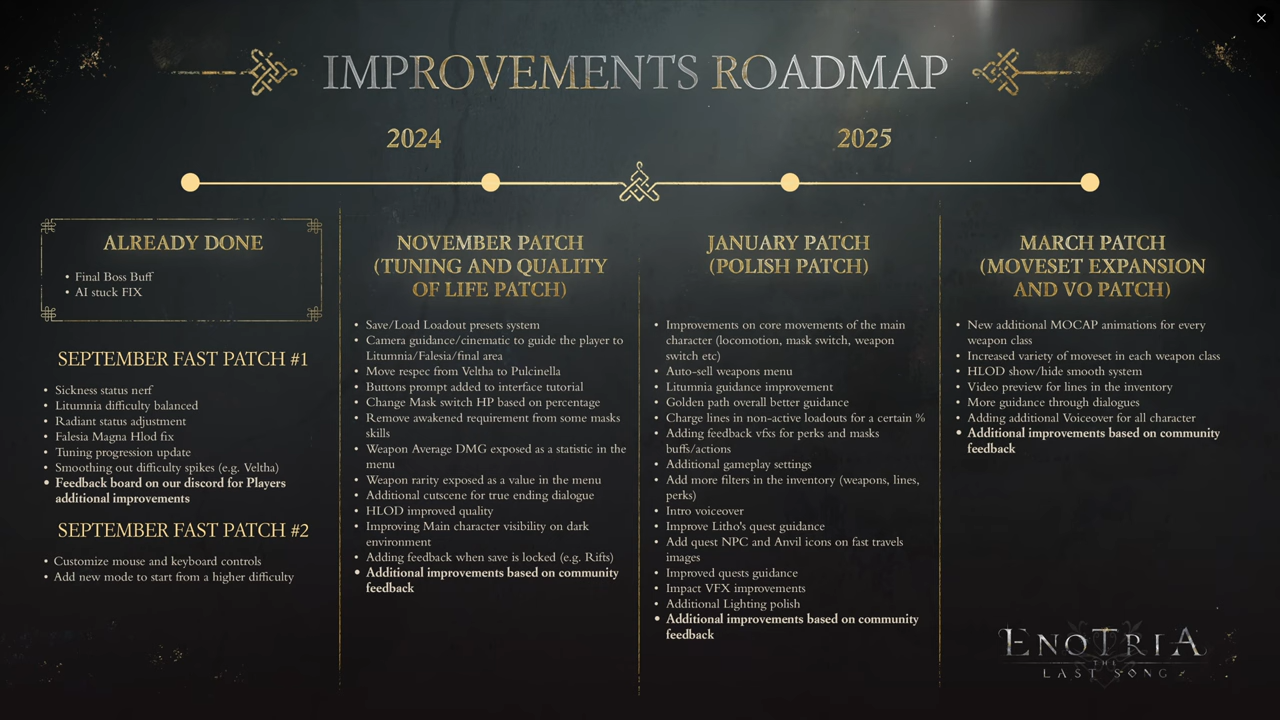 IMPROVEMENTS ROADMAP
2024
2025
ALREADY DONE
• Final Boss Buff
• AI stuck FIX
SEPTEMBER FAST PATCH #1
• Sickness status nerf
• Litumnia difficulty balanced
• Radiant status adjustment
• Falesia Magna Hlod fix
• Tuning progression update
• Smoothing out difficulty spikes (e.g. Veltha)
• Feedback board on our discord for Players
additional improvements
SEPTEMBER FAST PATCH #2
• Customize mouse and keyboard controls
• Add new mode to start from a higher difficulty
NOVEMBER PATCH
(TUNING AND QUALITY
OF LIFE PATCH)
• Save/Load Loadout presets system
• Camera guidance/cinematic to guide the player to
Litumnia/Falesia/final area
• Move respec from Veltha to Pulcinella
• Buttons prompt added to interface tutorial
• Change Mask switch HP based on percentage
• Remove awakened requirement from some masks
skills
• Weapon Average DMG exposed as a statistic in the
menu
• Weapon rarity exposed as a value in the menu
• Additional cutscene for true ending dialogue
• HLOD improved quality
• Improving Main character visibility on dark
environment
• Adding feedback when save is locked (e.g. Rifts)
• Additional improvements based on community
feedback
JANUARY PATCH
(POLISH PATCH)
• Improvements on core movements of the main
character (locomotion, mask switch, weapon
switch etc)
• Auto-sell weapons menu
• Litumnia guidance improvement
• Golden path overall better guidance
• Charge lines in non-active loadouts for a certain %
• Adding feedback vfxs for perks and masks
buffs/actions
• Additional gameplay settings
• Add more filters in the inventory (weapons, lines,
perks)
• Intro voiceover
• Improve Litho's quest guidance
• Add quest NPC and Anvil icons on fast travels
images
• Improved quests guidance
• Impact VFX improvements
• Additional Lighting polish
• Additional improvements based on community
feedback
MARCH PATCH
(MOVESET EXPANSION
AND VO PATCH)
• New additional MOCAP animations for every
weapon class
• Increased variety of moveset in each weapon class
• HLOD show/hide smooth system
• Video preview for lines in the inventory
• More guidance through dialogues
• Adding additional Voiceover for all character
• Additional improvements based on community
feedback
ENOTRIA
THE
LAST SONG